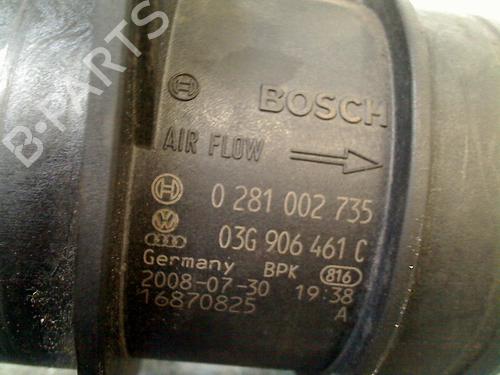 B-PARTS
BOSCH
AIR FLOW
0 281 002 735
03G 906 461 C
Germany BPK 816
2008-07-30 19:38
16870825 A